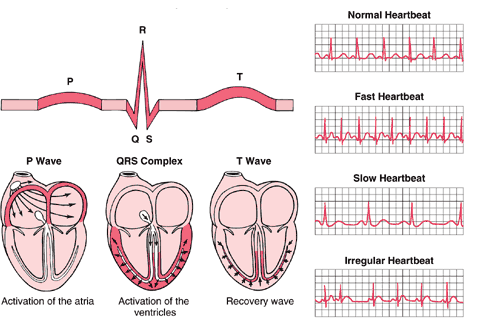 R
P
T
Q S
P Wave
QRS Complex
T Wave
Activation of the atria
Activation of the
ventricles
Recovery wave
Normal Heartbeat
Fast Heartbeat
Slow Heartbeat
Irregular Heartbeat